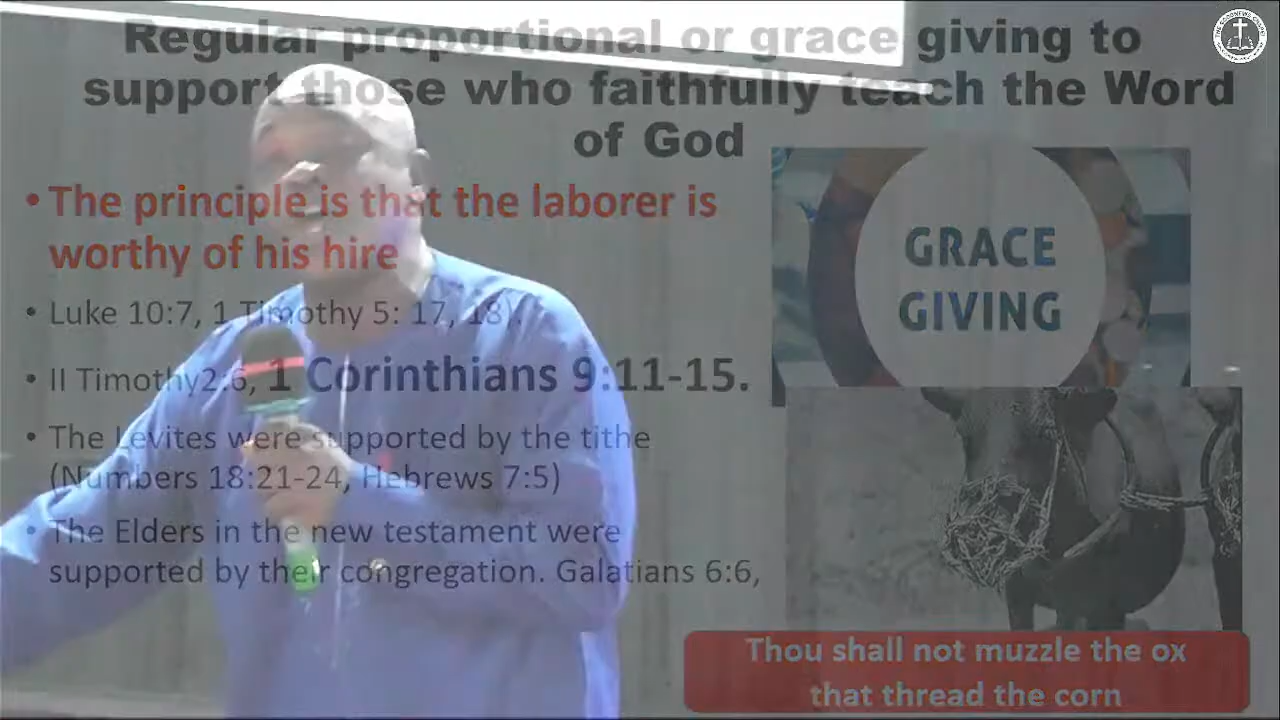 Regular proportional or grace giving to
support those who faithfully teach the Word
of God
• The principle is that the laborer is
worthy of his hire
• Luke 10:7, 1 Timothy 5: 17, 18).
• II Timothy2:6, 1 Corinthians 9:11-15.
• The Levites were supported by the tithe
(Numbers 18:21-24, Hebrews 7:5)
• The Elders in the new testament were
supported by their congregation. Galatians 6:6,
GRACE
GIVING
Thou shall not muzzle the ox
that thread the corn